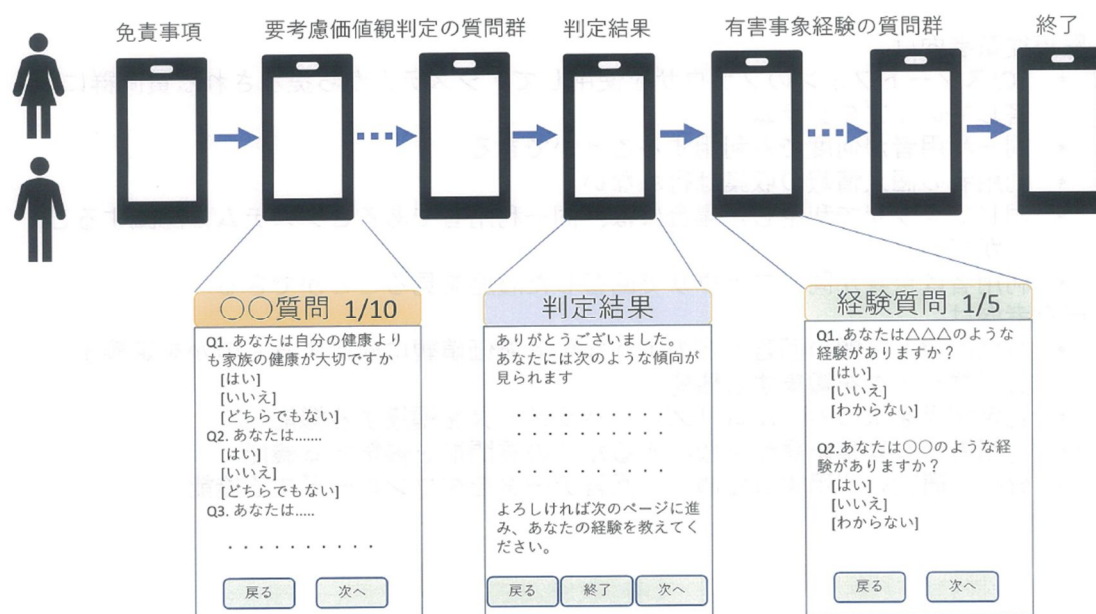 免責事項
要考慮価値観判定の質問群
判定結果
有害事象経験の質問群
終了
〇〇質問 1/10
Q1. あなたは自分の健康より
も家族の健康が大切ですか
[はい]
[いいえ]
[どちらでもない]
Q2. あなたは.......
[はい]
[いいえ]
[どちらでもない]
Q3. あなたは.....
・・・・・・・・・・
戻る
次へ
判定結果
ありがとうございました。
あなたには次のような傾向が
見られます
・・・・・・・・・・
・・・・・・・・・・
・・・・・・・・・・
よろしければ次のページに進
み、あなたの経験を教えてく
ださい。
戻る
終了
次へ
経験質問 1/5
Q1. あなたは△△△のような
経験がありますか？
[はい]
[いいえ]
[わからない]
Q2.あなたは〇〇のような経
験がありますか？
[はい]
[いいえ]
[わからない]
戻る
次へ